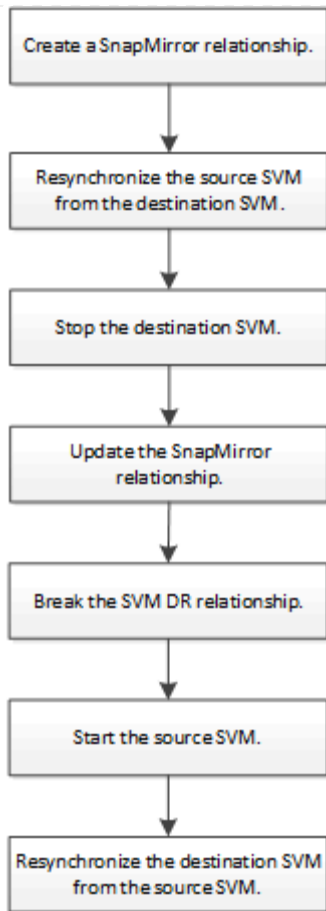 Create a SnapMirror relationship.
Resynchronize the source SVM
from the destination SVM.
Stop the destination SVM.
Update the SnapMirror
relationship.
Break the SVM DR relationship.
Start the source SVM.
Resynchronize the destination SVM
from the source SVM.